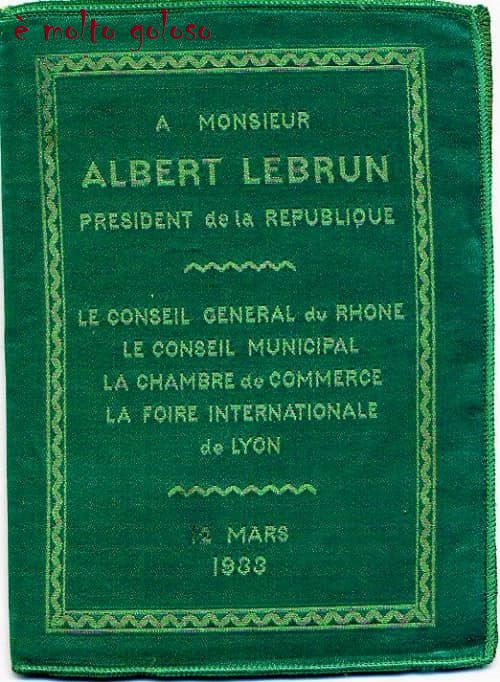 è molto goloso
A MONSIEUR
ALBERT LEBRUN
PRESIDENT de la REPUBLIQUE
LE CONSEIL GENERAL du RHONE
LE CONSEIL MUNICIPAL
LA CHAMBRE de COMMERCE
LA FOIRE INTERNATIONALE
de LYON
12 MARS
1933